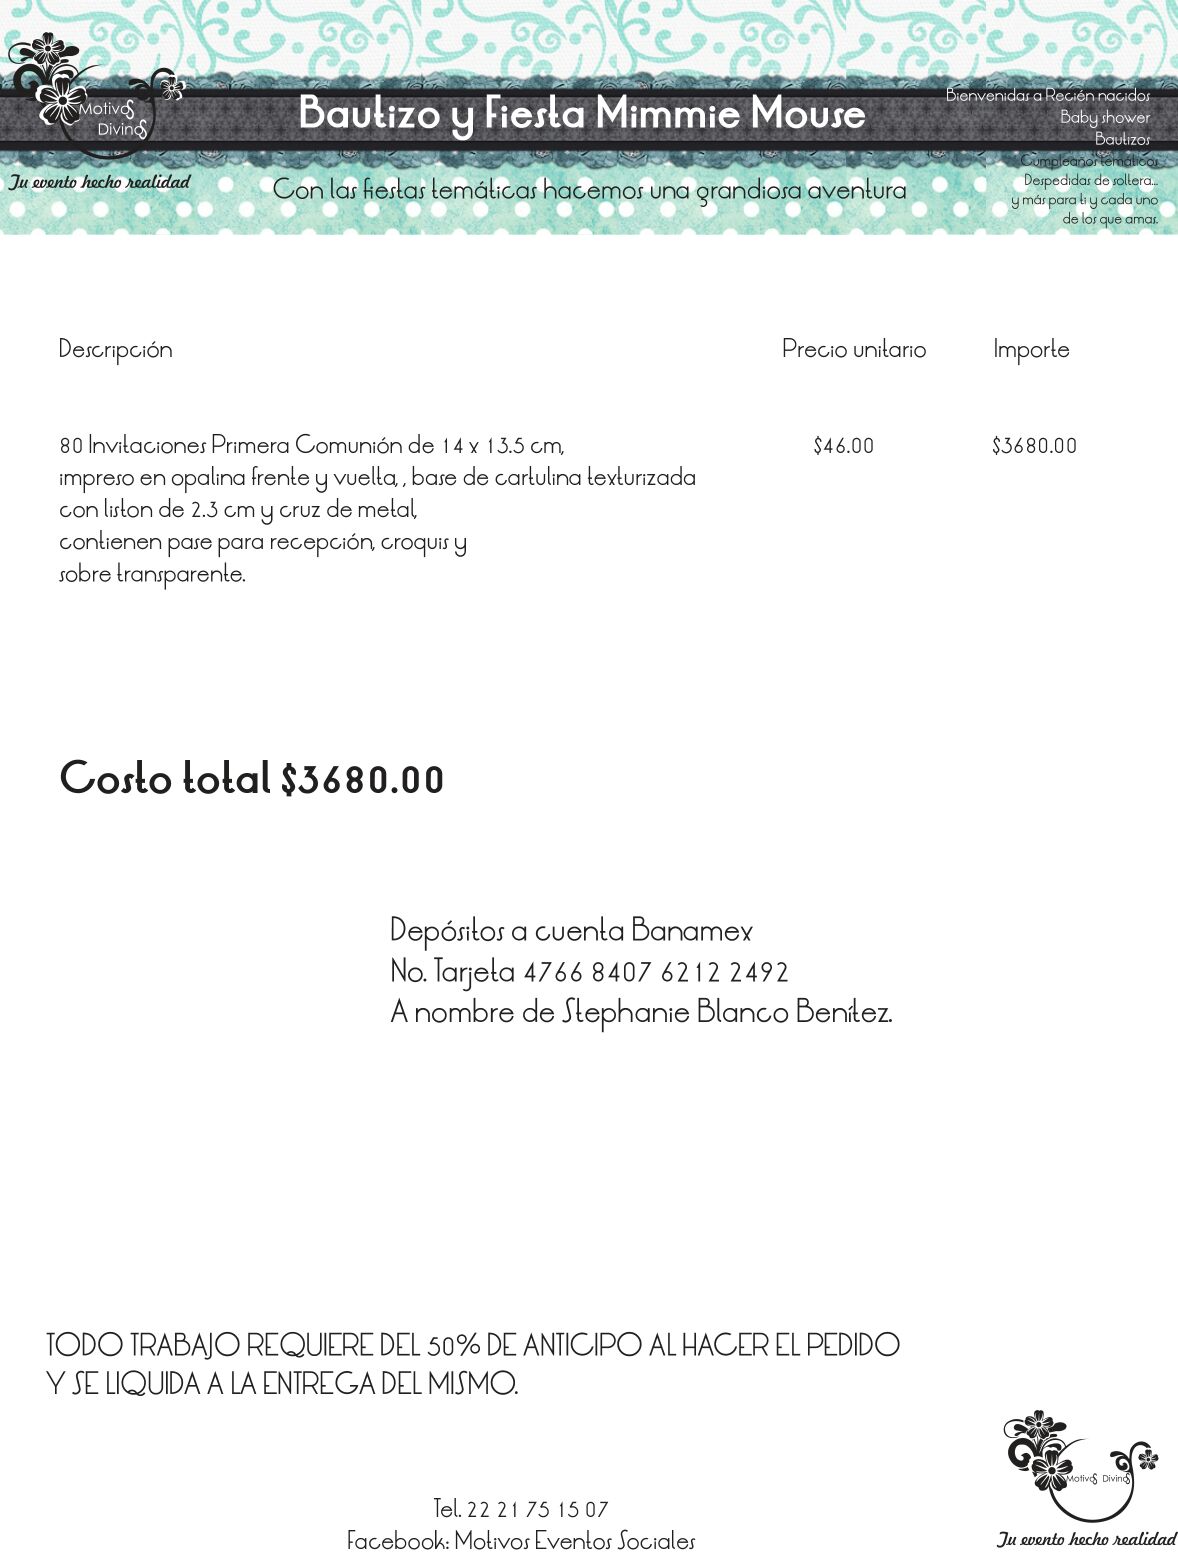 Motivos
Divinos
Tu evento hecho realidad
Bautizo y Fiesta Mimmie Mouse
Con las fiestas temáticas hacemos una grandiosa aventura
Bienvenidas a Recién nacidos
Baby shower
Bautizos
Cumpleaños temáticos
Despedidas de soltera...
y más para ti y cada uno
de los que amas.
Descripción Precio unitario Importe
80 Invitaciones Primera Comunión de 14 x 13.5 cm, $46.00 $3680.00
impreso en opalina frente y vuelta, , base de cartulina texturizada
con liston de 2.3 cm y cruz de metal,
contienen pase para recepción, croquis y
sobre transparente.
Costo total $3680.00
Depósitos a cuenta Banamex
No. Tarjeta 4766 8407 6212 2492
A nombre de Stephanie Blanco Benítez.
TODO TRABAJO REQUIERE DEL 50% DE ANTICIPO AL HACER EL PEDIDO
Y SE LIQUIDA A LA ENTREGA DEL MISMO.
Motivos Divinos
Tu evento hecho realidad
Tel. 22 21 75 15 07
Facebook: Motivos Eventos Sociales